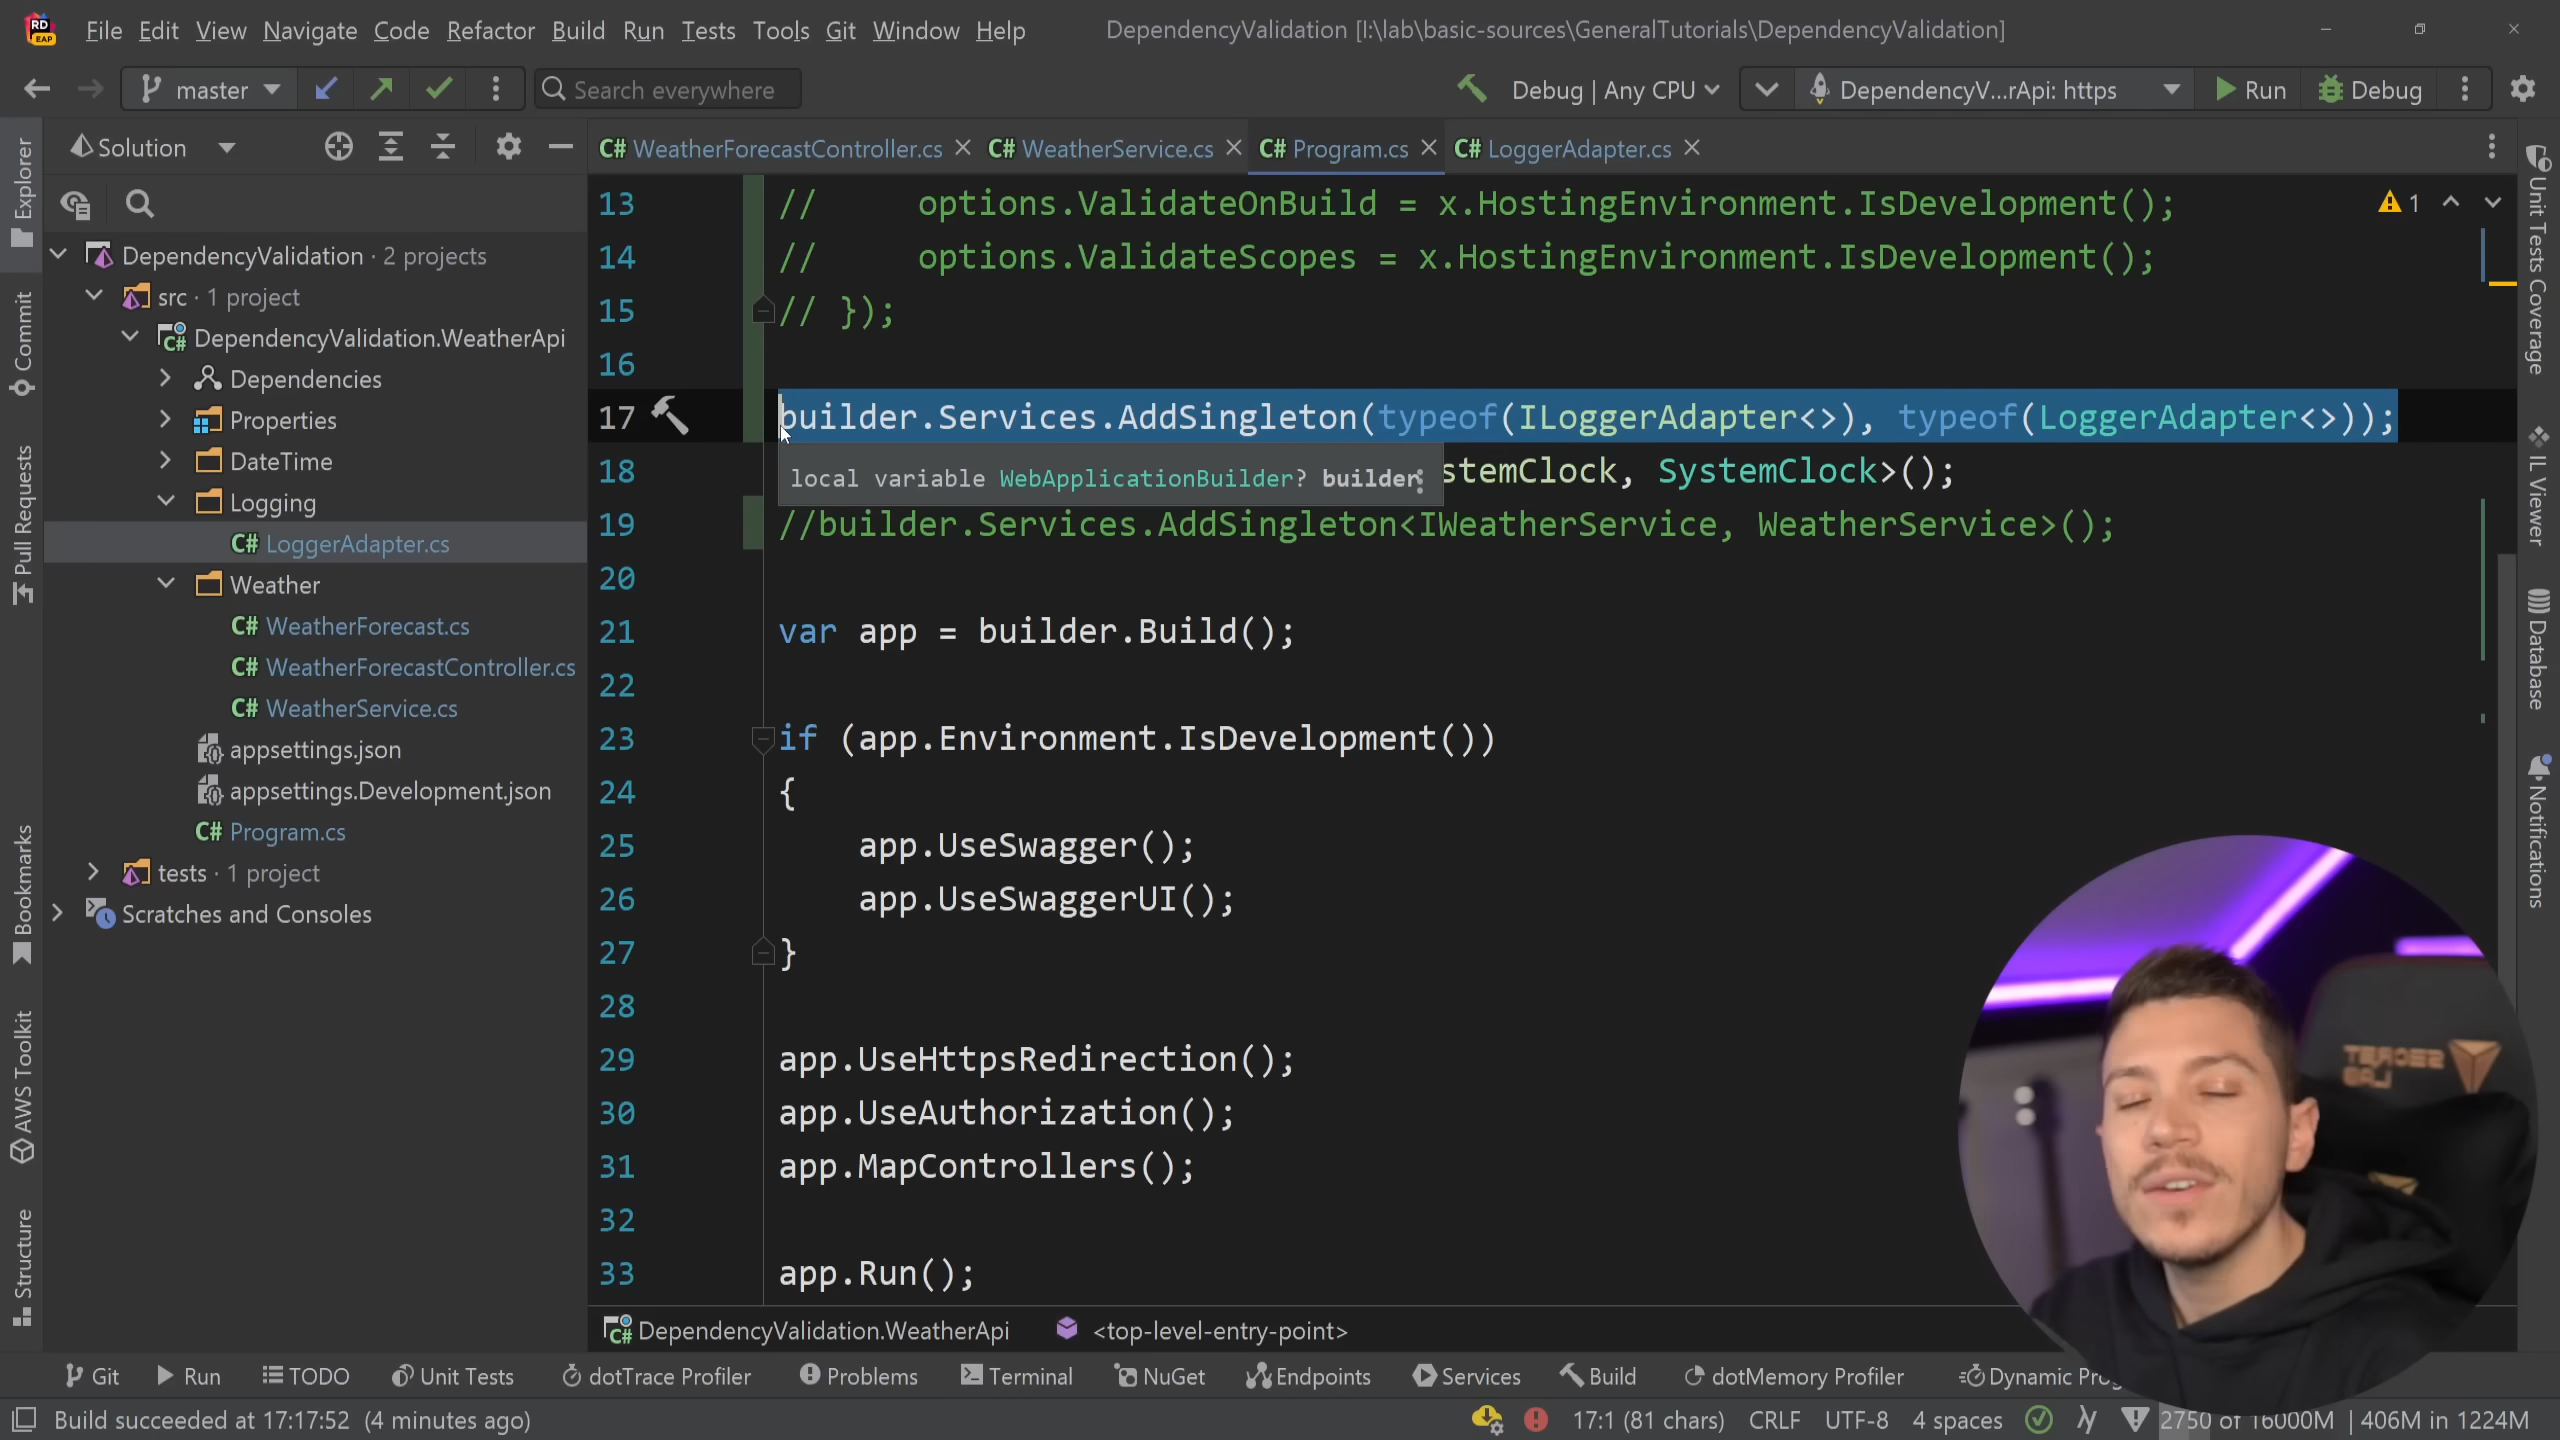 RD
EAP
File Edit View Navigate Code Refactor Build Run Tests Tools Git Window Help
DependencyValidation [I:\lab\basic-sources\GeneralTutorials\DependencyValidation]
master
Search everywhere
Debug | Any CPU
DependencyV...rApi: https
Run
Debug
Explorer
Commit
Pull Requests
Bookmarks
AWS Toolkit
Structure
Solution
DependencyValidation · 2 projects
src · 1 project
DependencyValidation.WeatherApi
Dependencies
Properties
DateTime
Logging
C# LoggerAdapter.cs
Weather
C# WeatherForecast.cs
C# WeatherForecastController.cs
C# WeatherService.cs
appsettings.json
appsettings.Development.json
C# Program.cs
tests · 1 project
Scratches and Consoles
C# WeatherForecastController.cs
C# WeatherService.cs
C# Program.cs
C# LoggerAdapter.cs
1
13 //     options.ValidateOnBuild = x.HostingEnvironment.IsDevelopment();
14 //     options.ValidateScopes = x.HostingEnvironment.IsDevelopment();
15 // });
16
17 builder.Services.AddSingleton(typeof(ILoggerAdapter<>), typeof(LoggerAdapter<>));
local variable WebApplicationBuilder? builder
18 stemClock, SystemClock>();
19 //builder.Services.AddSingleton<IWeatherService, WeatherService>();
20
21 var app = builder.Build();
22
23 if (app.Environment.IsDevelopment())
24 {
25     app.UseSwagger();
26     app.UseSwaggerUI();
27 }
28
29 app.UseHttpsRedirection();
30 app.UseAuthorization();
31 app.MapControllers();
32
33 app.Run();
Unit Tests Coverage
IL Viewer
Database
Notifications
SECRET
LAB
DependencyValidation.WeatherApi
<top-level-entry-point>
Git Run TODO Unit Tests dotTrace Profiler Problems Terminal NuGet Endpoints Services Build dotMemory Profiler Dynamic Prog
Build succeeded at 17:17:52 (4 minutes ago)
17:1 (81 chars) CRLF UTF-8 4 spaces 2750 of 16000M | 406M in 1224M